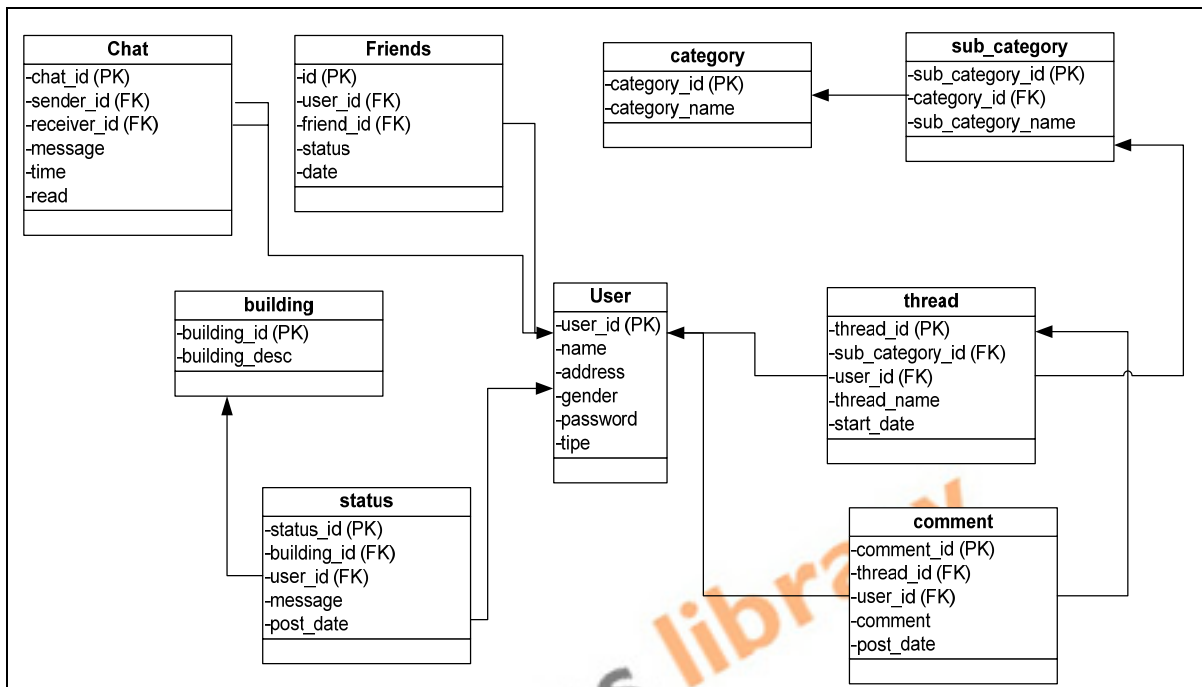 Chat
-chat_id (PK)
-sender_id (FK)
-receiver_id (FK)
-message
-time
-read
Friends
-id (PK)
-user_id (FK)
-friend_id (FK)
-status
-date
category
-category_id (PK)
-category_name
sub_category
-sub_category_id (PK)
-category_id (FK)
-sub_category_name
building
-building_id (PK)
-building_desc
User
-user_id (PK)
-name
-address
-gender
-password
-tipe
thread
-thread_id (PK)
-sub_category_id (FK)
-user_id (FK)
-thread_name
-start_date
status
-status_id (PK)
-building_id (FK)
-user_id (FK)
-message
-post_date
comment
-comment_id (PK)
-thread_id (FK)
-user_id (FK)
-comment
-post_date
library